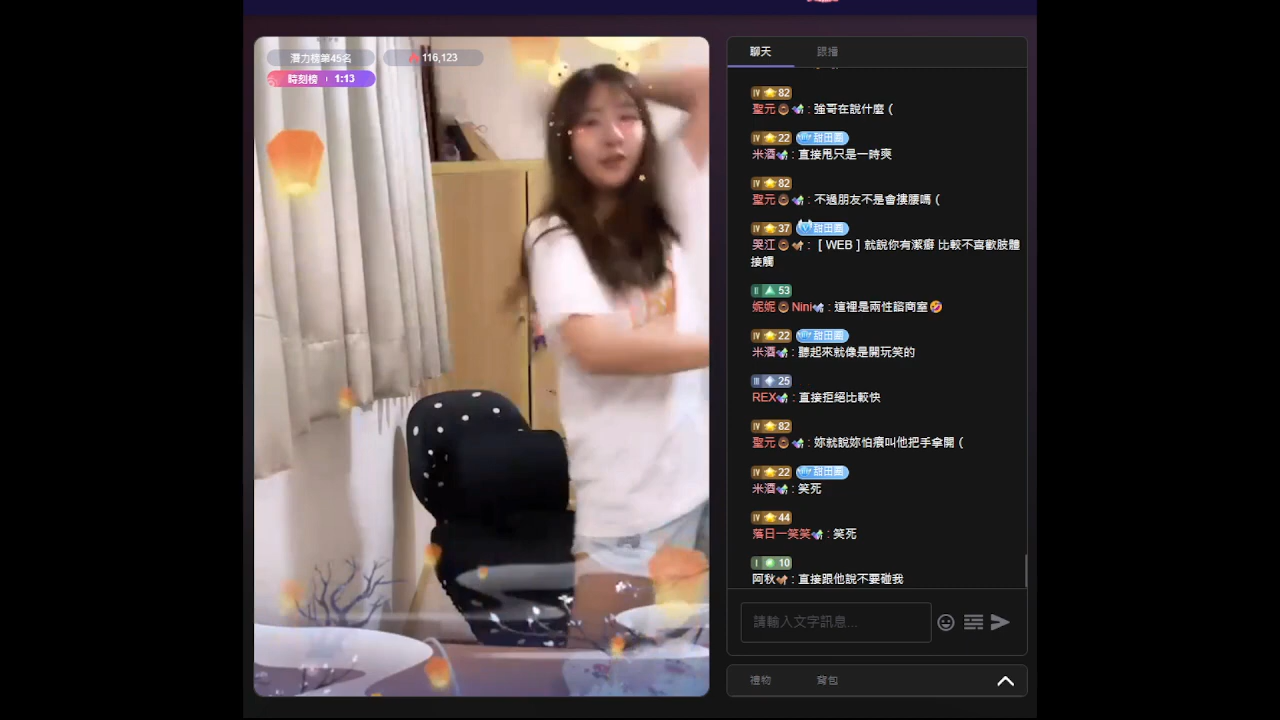 潛力榜第45名
116,123
時刻榜 1:13
聊天 跟播
IV 82
聖元 : 強哥在說什麼 (
IV 22 甜田園
米酒 : 直接甩只是一時爽
IV 82
聖元 : 不過朋友不是會摟腰嗎 (
IV 37 甜田園
哭江 : [ WEB ] 就說你有潔癖 比較不喜歡肢體
接觸
II 53
妮妮 Nini : 這裡是兩性諮商室🤣
IV 22 甜田園
米酒 : 聽起來就像是開玩笑的
III 25
REX : 直接拒絕比較快
IV 82
聖元 : 妳就說妳怕癢叫他把手拿開 (
IV 22 甜田園
米酒 : 笑死
IV 44
落日一笑笑 : 笑死
I 10
阿秋 : 直接跟他說不要碰我
請輸入文字訊息...
禮物 背包